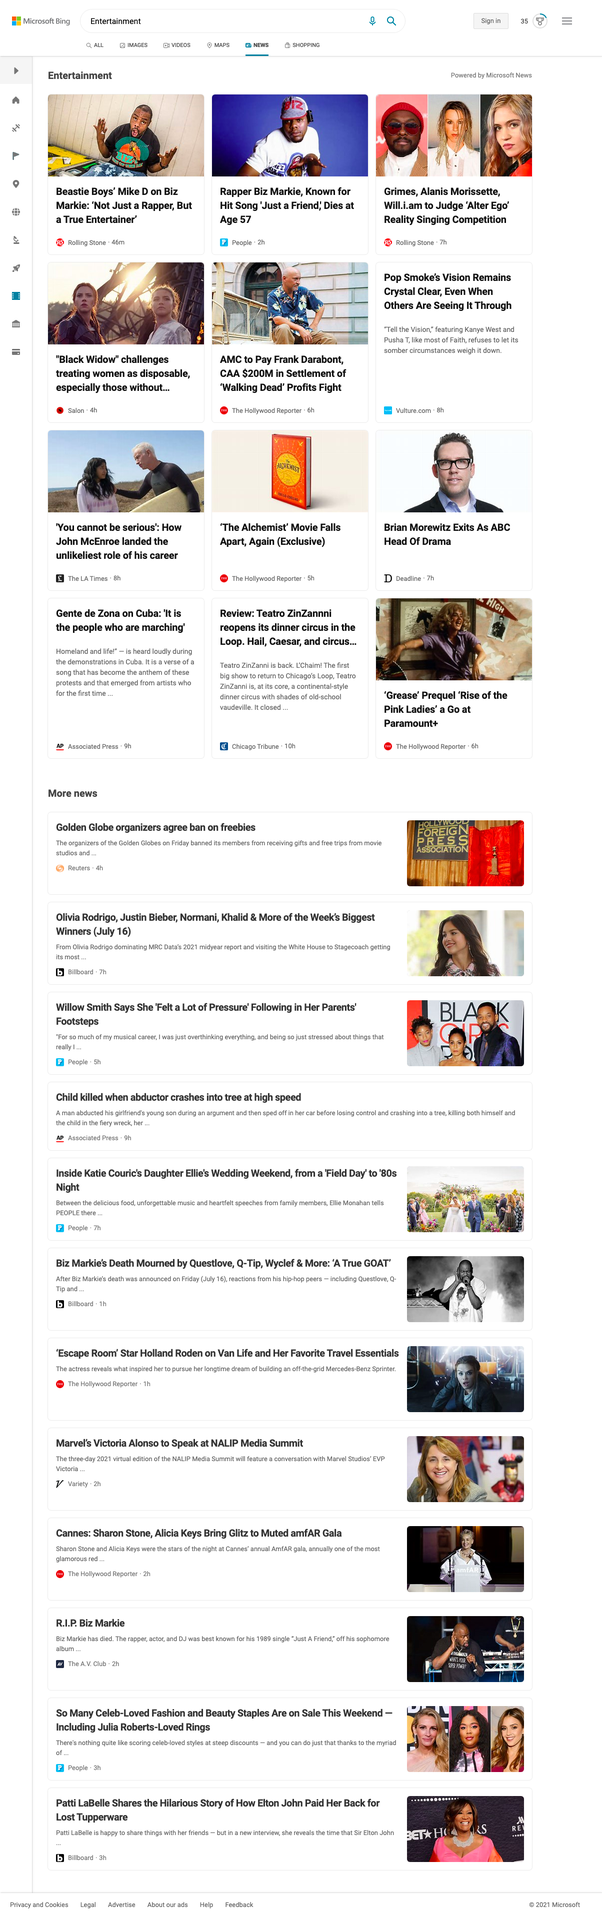 Microsoft Bing
Entertainment
Sign in
35
ALL
IMAGES
VIDEOS
MAPS
NEWS
SHOPPING
Entertainment
Powered by Microsoft News
Beastie Boys' Mike D on Biz
Markie: 'Not Just a Rapper, But
a True Entertainer'
Rolling Stone · 46m
Rapper Biz Markie, Known for
Hit Song 'Just a Friend,' Dies at
Age 57
People · 2h
Grimes, Alanis Morissette,
Will.i.am to Judge 'Alter Ego'
Reality Singing Competition
Rolling Stone · 7h
"Black Widow" challenges
treating women as disposable,
especially those without...
Salon · 4h
AMC to Pay Frank Darabont,
CAA $200M in Settlement of
'Walking Dead' Profits Fight
The Hollywood Reporter · 6h
Pop Smoke's Vision Remains
Crystal Clear, Even When
Others Are Seeing It Through
"Tell the Vision," featuring Kanye West and
Pusha T, like most of Faith, refuses to let its
somber circumstances weigh it down.
Vulture.com · 8h
'You cannot be serious': How
John McEnroe landed the
unlikeliest role of his career
The LA Times · 8h
THE ALCHEMIST
'The Alchemist' Movie Falls
Apart, Again (Exclusive)
The Hollywood Reporter · 5h
Brian Morewitz Exits As ABC
Head Of Drama
Deadline · 7h
Gente de Zona on Cuba: 'It is
the people who are marching'
Homeland and life!" — is heard loudly during
the demonstrations in Cuba. It is a verse of a
song that has become the anthem of these
protests and that emerged from artists who
for the first time ...
Associated Press · 9h
Review: Teatro ZinZannni
reopens its dinner circus in the
Loop. Hail, Caesar, and circus...
Teatro ZinZanni is back. L'Chaim! The first
big show to return to Chicago's Loop, Teatro
ZinZanni is, at its core, a continental-style
dinner circus with shades of old-school
vaudeville. It closed ...
Chicago Tribune · 10h
HIGH
'Grease' Prequel 'Rise of the
Pink Ladies' a Go at
Paramount+
The Hollywood Reporter · 6h
More news
Golden Globe organizers agree ban on freebies
The organizers of the Golden Globes on Friday banned its members from receiving gifts and free trips from movie
studios and ...
Reuters · 4h
HOLLYWOOD
FOREIGN
PRESS
ASSOCIATION
Olivia Rodrigo, Justin Bieber, Normani, Khalid & More of the Week's Biggest
Winners (July 16)
From Olivia Rodrigo dominating MRC Data's 2021 midyear report and visiting the White House to Stagecoach getting
its most ...
Billboard · 7h
Willow Smith Says She 'Felt a Lot of Pressure' Following in Her Parents'
Footsteps
"For so much of my musical career, I was just overthinking everything, and being so just stressed about things that
really I ...
People · 5h
BLACK
GIRLS
Child killed when abductor crashes into tree at high speed
A man abducted his girlfriend's young son during an argument and then sped off in her car before losing control and crashing into a tree, killing both himself and
the child in the fiery wreck, her ...
Associated Press · 9h
Inside Katie Couric's Daughter Ellie's Wedding Weekend, from a 'Field Day' to '80s
Night
Between the delicious food, unforgettable music and heartfelt speeches from family members, Ellie Monahan tells
PEOPLE there ...
People · 7h
Biz Markie's Death Mourned by Questlove, Q-Tip, Wyclef & More: 'A True GOAT'
After Biz Markie's death was announced on Friday (July 16), reactions from his hip-hop peers — including Questlove, Q-
Tip and ...
Billboard · 1h
'Escape Room' Star Holland Roden on Van Life and Her Favorite Travel Essentials
The actress reveals what inspired her to pursue her longtime dream of building an off-the-grid Mercedes-Benz Sprinter.
The Hollywood Reporter · 1h
Marvel's Victoria Alonso to Speak at NALIP Media Summit
The three-day 2021 virtual edition of the NALIP Media Summit will feature a conversation with Marvel Studios' EVP
Victoria ...
Variety · 2h
Cannes: Sharon Stone, Alicia Keys Bring Glitz to Muted amfAR Gala
Sharon Stone and Alicia Keys were the stars of the night at Cannes' annual AmfAR gala, annually one of the most
glamorous red ...
The Hollywood Reporter · 2h
amfAR
R.I.P. Biz Markie
Biz Markie has died. The rapper, actor, and DJ was best known for his 1989 single "Just A Friend," off his sophomore
album ...
The A.V. Club · 2h
So Many Celeb-Loved Fashion and Beauty Staples Are on Sale This Weekend —
Including Julia Roberts-Loved Rings
There's nothing quite like scoring celeb-loved styles at steep discounts — and you can do just that thanks to the myriad
of ...
People · 3h
Patti LaBelle Shares the Hilarious Story of How Elton John Paid Her Back for
Lost Tupperware
Patti LaBelle is happy to share things with her friends — but in a new interview, she reveals the time that Sir Elton John
...
Billboard · 3h
Privacy and Cookies
Legal
Advertise
About our ads
Help
Feedback
© 2021 Microsoft